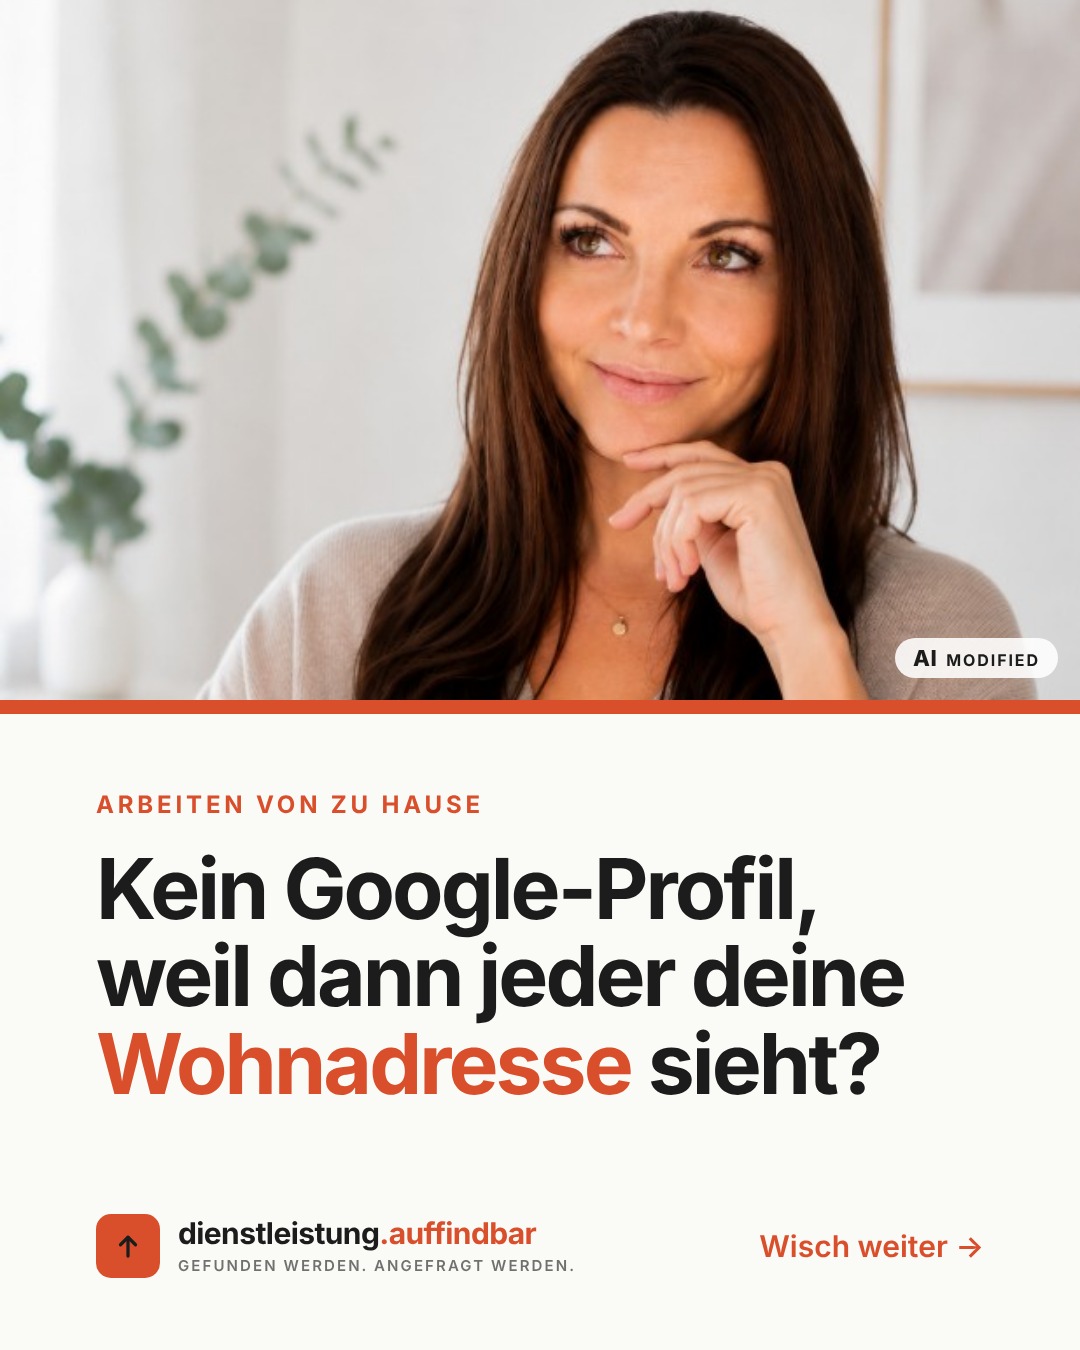 AI MODIFIED
ARBEITEN VON ZU HAUSE
Kein Google-Profil,
weil dann jeder deine
Wohnadresse sieht?
dienstleistung.auffindbar
GEFUNDEN WERDEN. ANGEFRAGT WERDEN.
Wisch weiter →